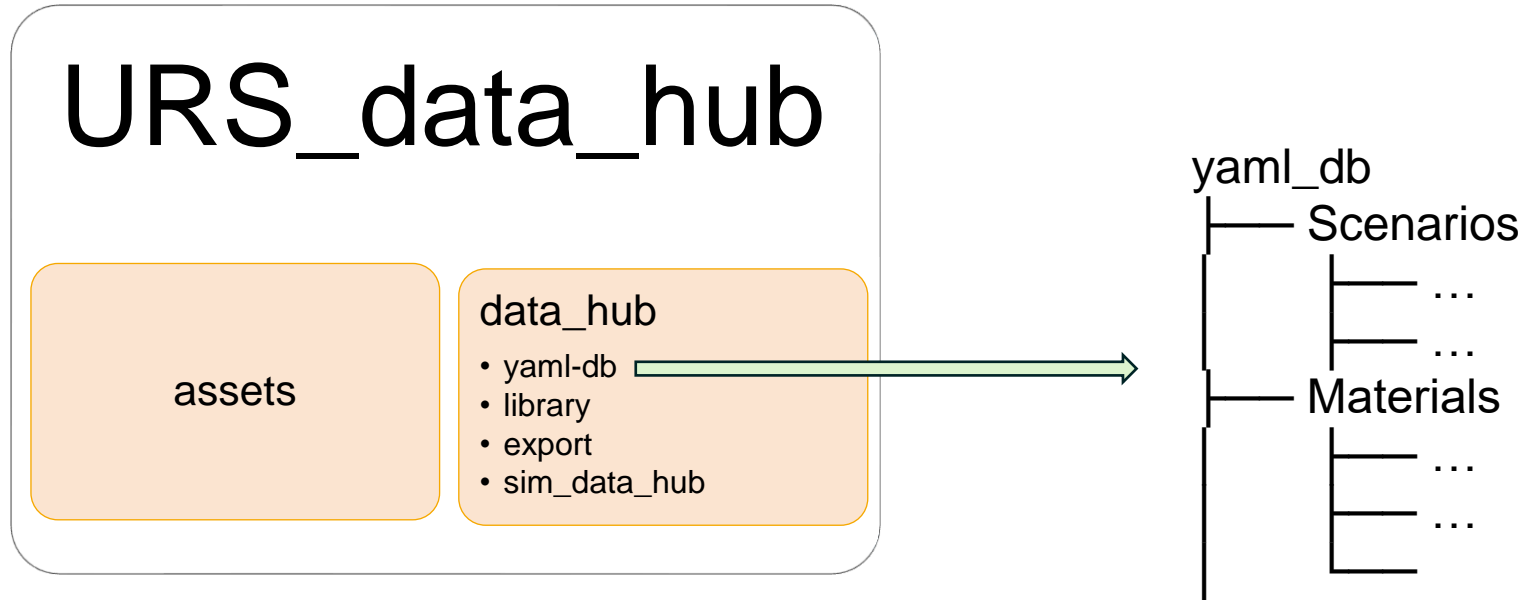 URS_data_hub
assets
data_hub
• yaml-db
• library
• export
• sim_data_hub
yaml_db
├── Scenarios
├── …
├── …
├── Materials
├── …
├── …
└──